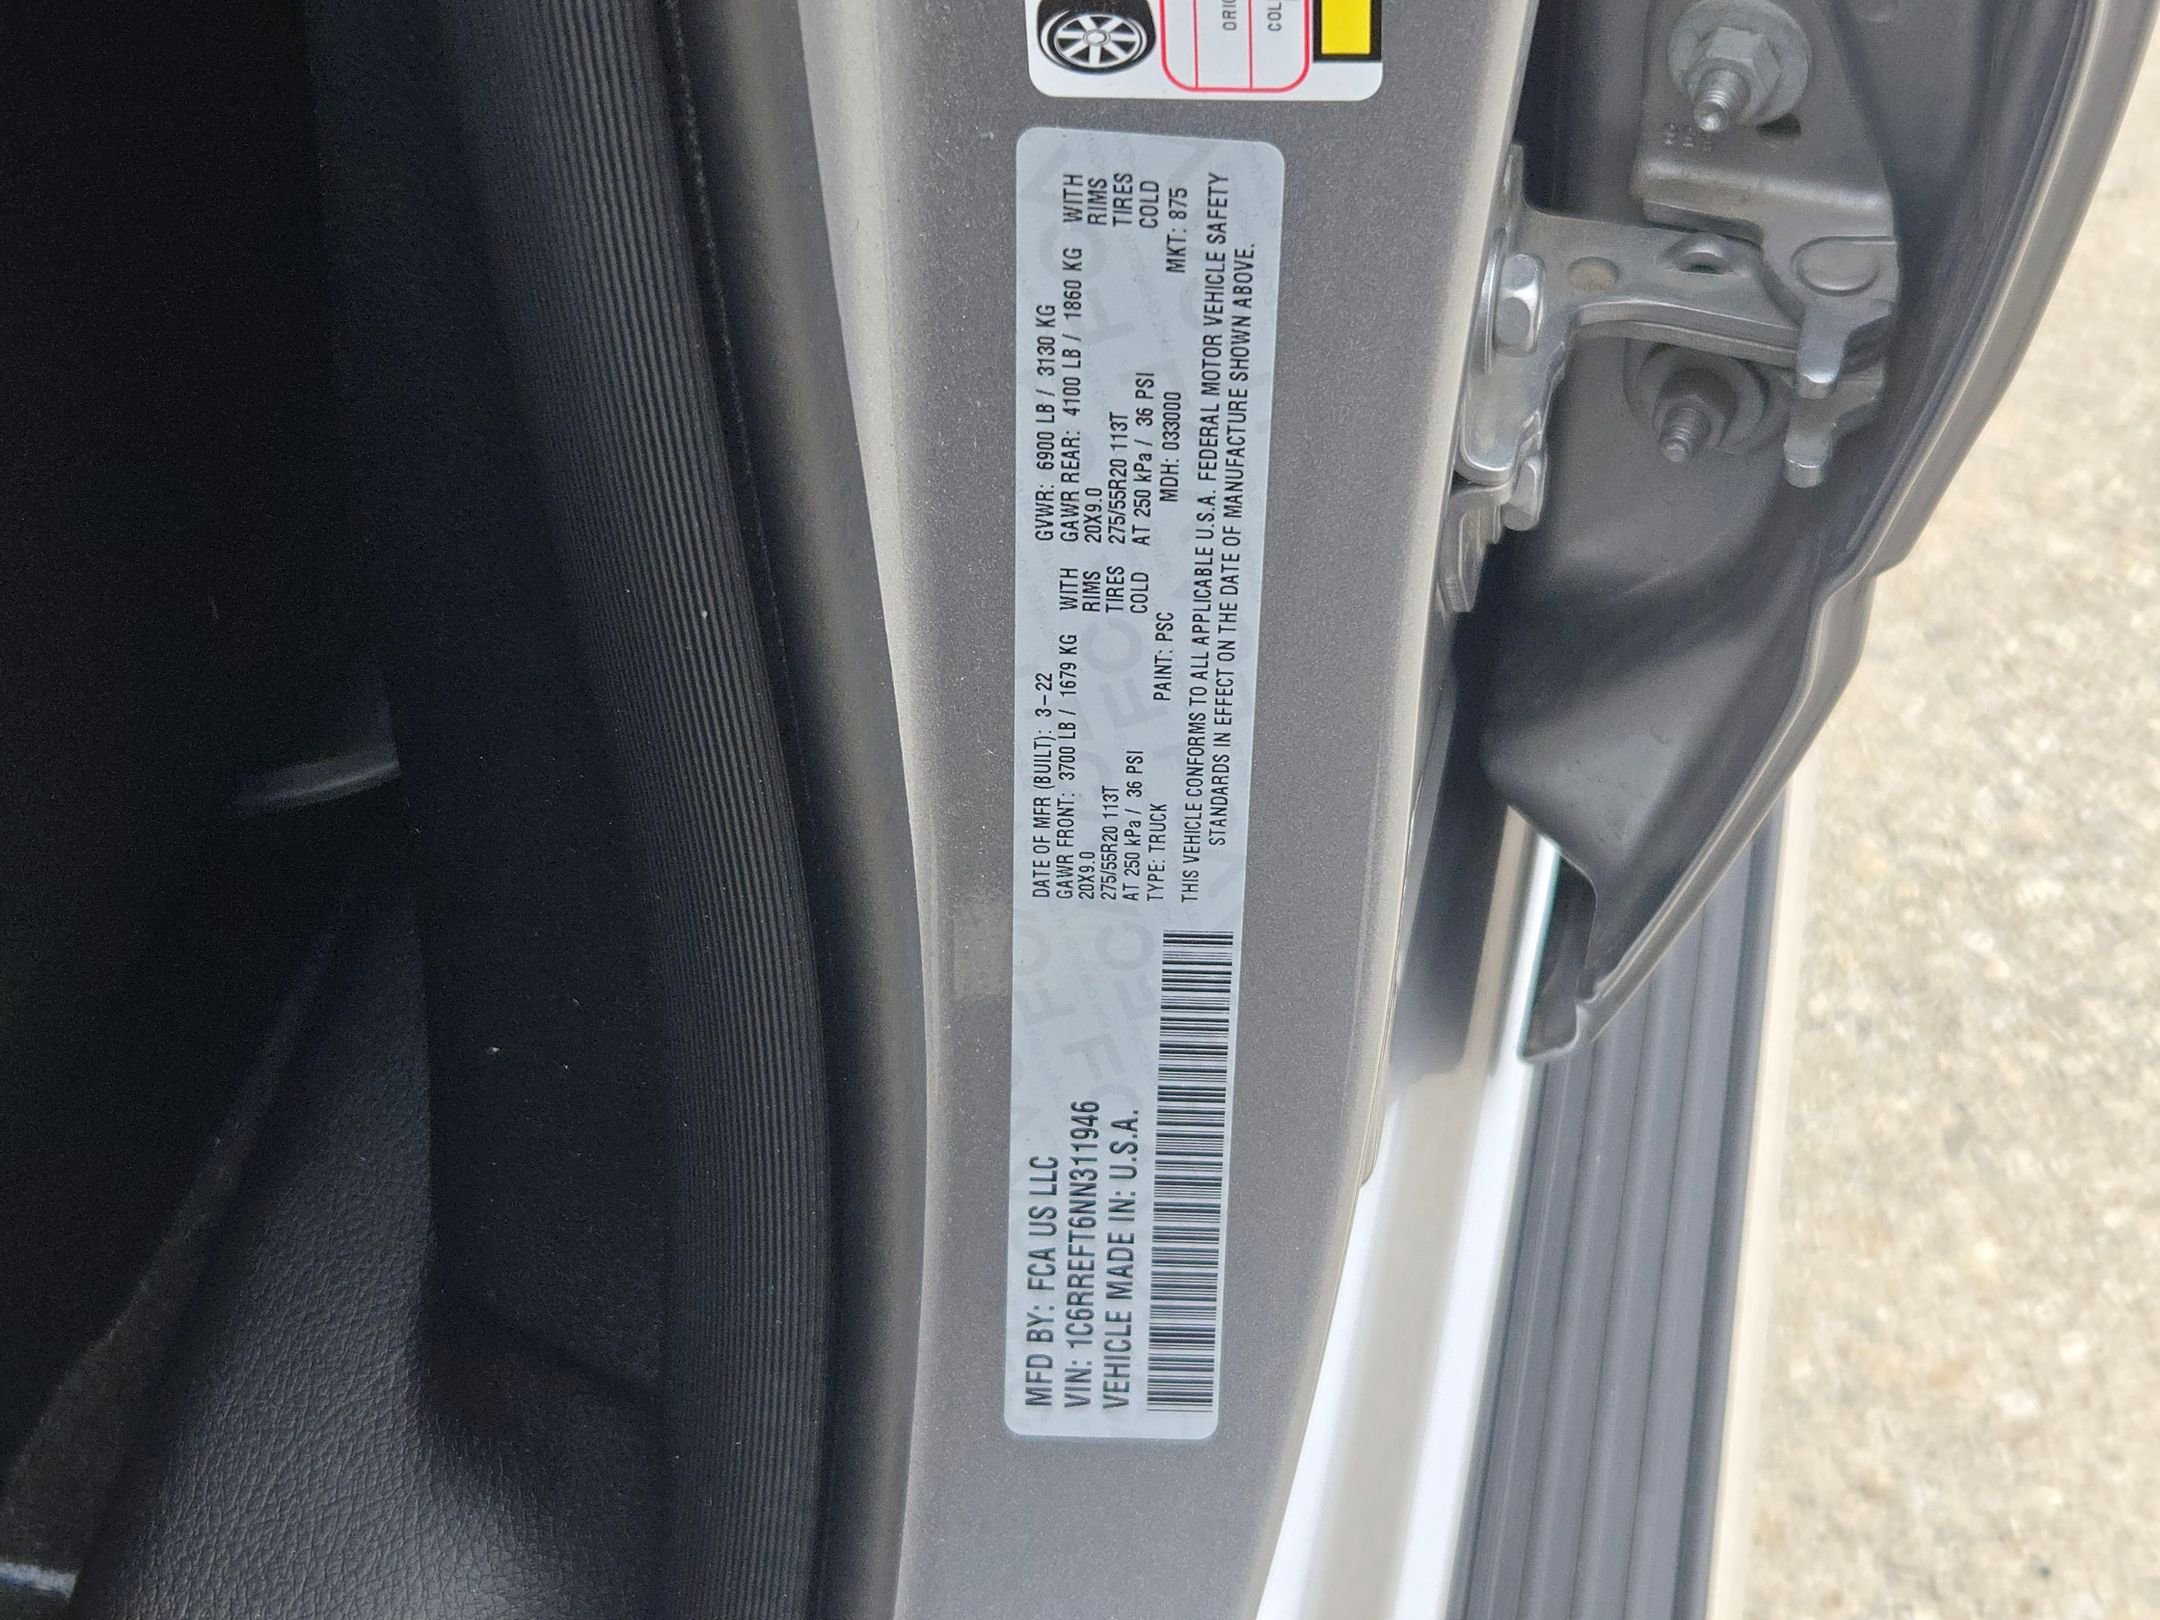 MFD BY: FCA US LLC
VIN: 1C6RREFT6NN311946
VEHICLE MADE IN: U.S.A.
DATE OF MFR (BUILT): 3-22 GVWR: 6900 LB / 3130 KG
GAWR FRONT: 3700 LB / 1679 KG WITH GAWR REAR: 4100 LB / 1860 KG WITH
20X9.0 RIMS 20X9.0 RIMS
275/55R20 113T TIRES 275/55R20 113T TIRES
AT 250 kPa / 36 PSI COLD AT 250 kPa / 36 PSI COLD
TYPE: TRUCK PAINT: PSC MDH: 033000 MKT: 875
THIS VEHICLE CONFORMS TO ALL APPLICABLE U.S.A. FEDERAL MOTOR VEHICLE SAFETY
STANDARDS IN EFFECT ON THE DATE OF MANUFACTURE SHOWN ABOVE.